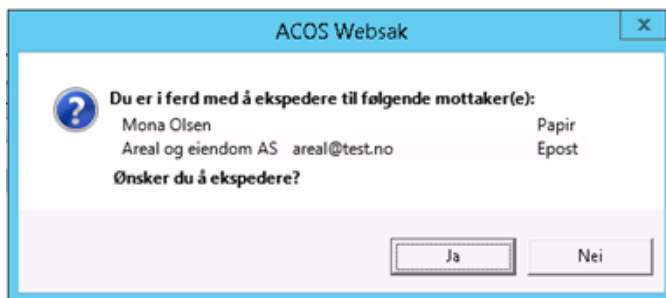 ACOS Websak
x
?
Du er i ferd med å ekspedere til følgende mottaker(e):
Mona Olsen Papir
Areal og eiendom AS areal@test.no Epost
Ønsker du å ekspedere?
Ja Nei